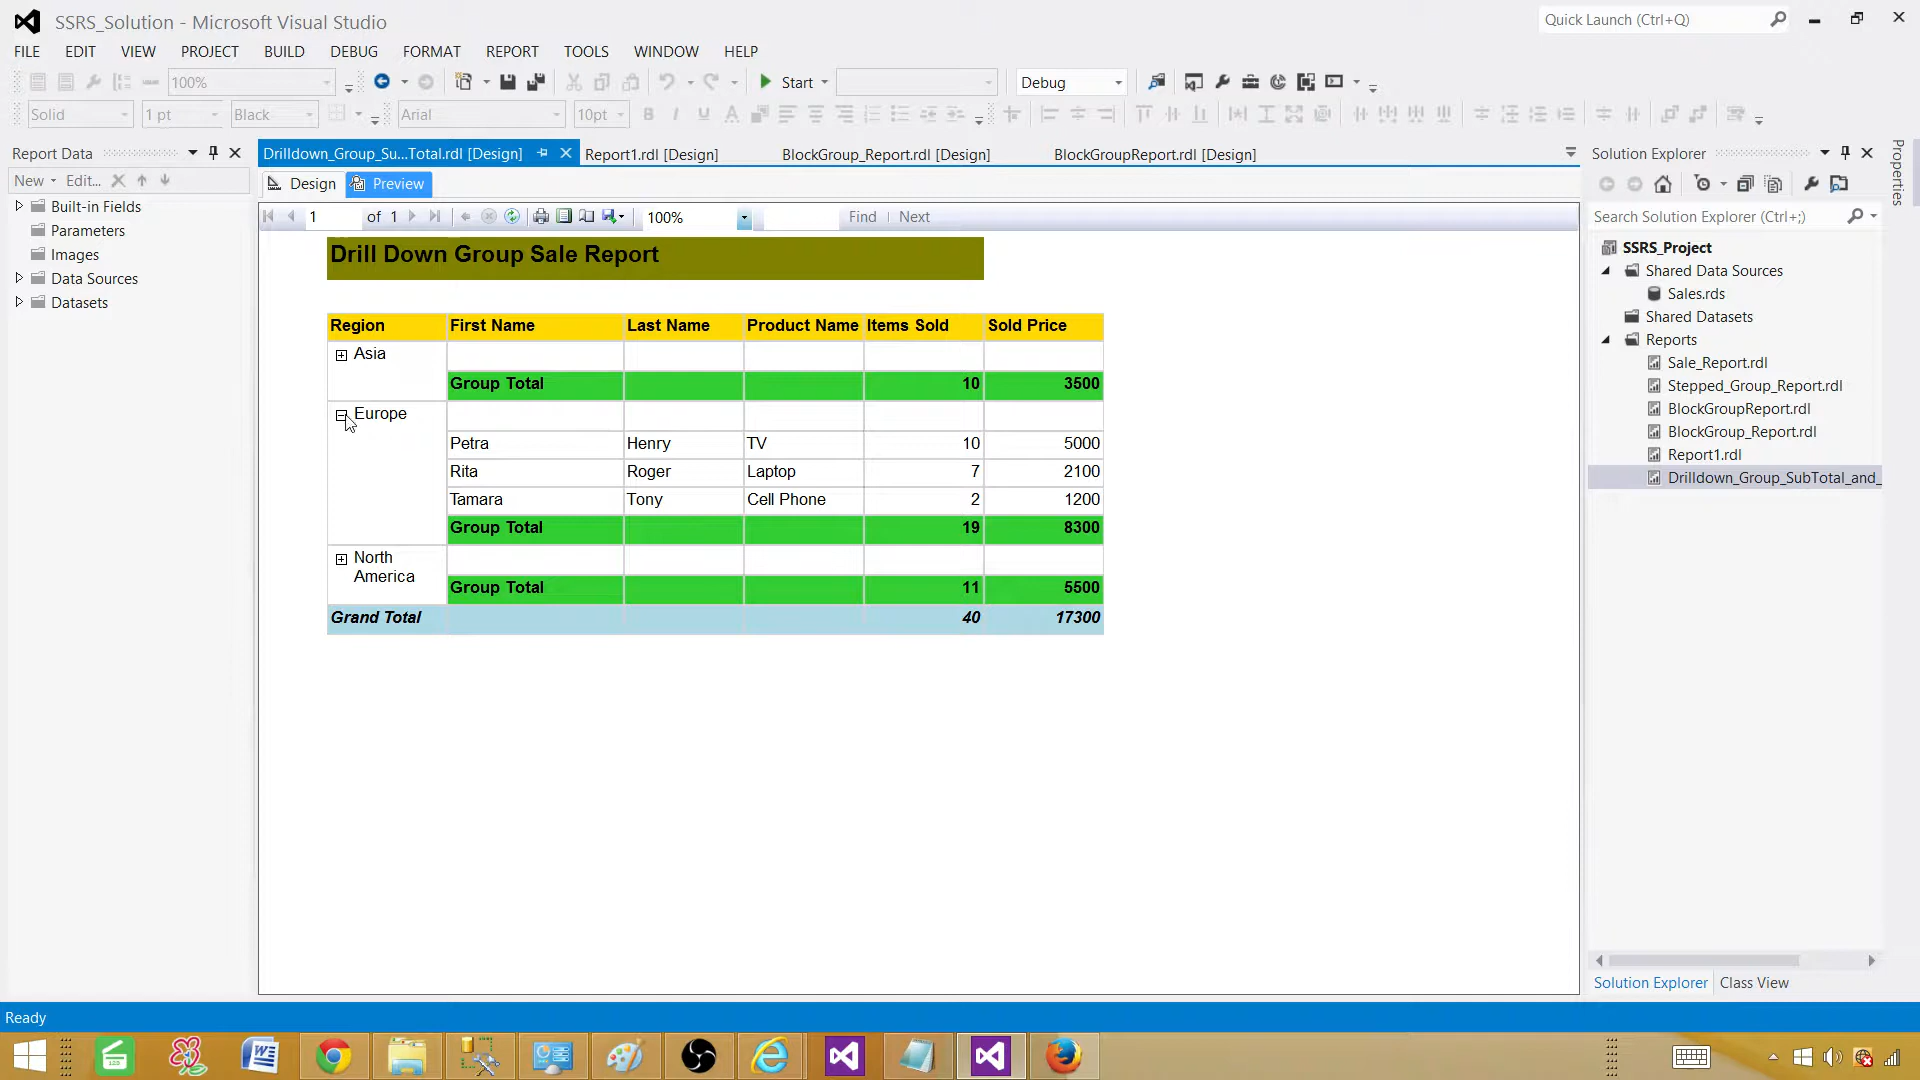 SSRS_Solution - Microsoft Visual Studio
Quick Launch (Ctrl+Q)
FILE EDIT VIEW PROJECT BUILD DEBUG FORMAT REPORT TOOLS WINDOW HELP
100% Start Debug
Solid 1 pt Black Arial 10pt B I U A
Report Data
Drilldown_Group_Su...Total.rdl [Design] Report1.rdl [Design] BlockGroup_Report.rdl [Design] BlockGroupReport.rdl [Design]
Solution Explorer
Properties
New Edit...
Design Preview
1 of 1 100% Find Next
Search Solution Explorer (Ctrl+;)
Built-in Fields
Parameters
Images
Data Sources
Datasets
Drill Down Group Sale Report
Region First Name Last Name Product Name Items Sold Sold Price
Asia
Group Total 10 3500
Europe
Petra Henry TV 10 5000
Rita Roger Laptop 7 2100
Tamara Tony Cell Phone 2 1200
Group Total 19 8300
North
America
Group Total 11 5500
Grand Total 40 17300
SSRS_Project
Shared Data Sources
Sales.rds
Shared Datasets
Reports
Sale_Report.rdl
Stepped_Group_Report.rdl
BlockGroupReport.rdl
BlockGroup_Report.rdl
Report1.rdl
Drilldown_Group_SubTotal_and_
Solution Explorer Class View
Ready